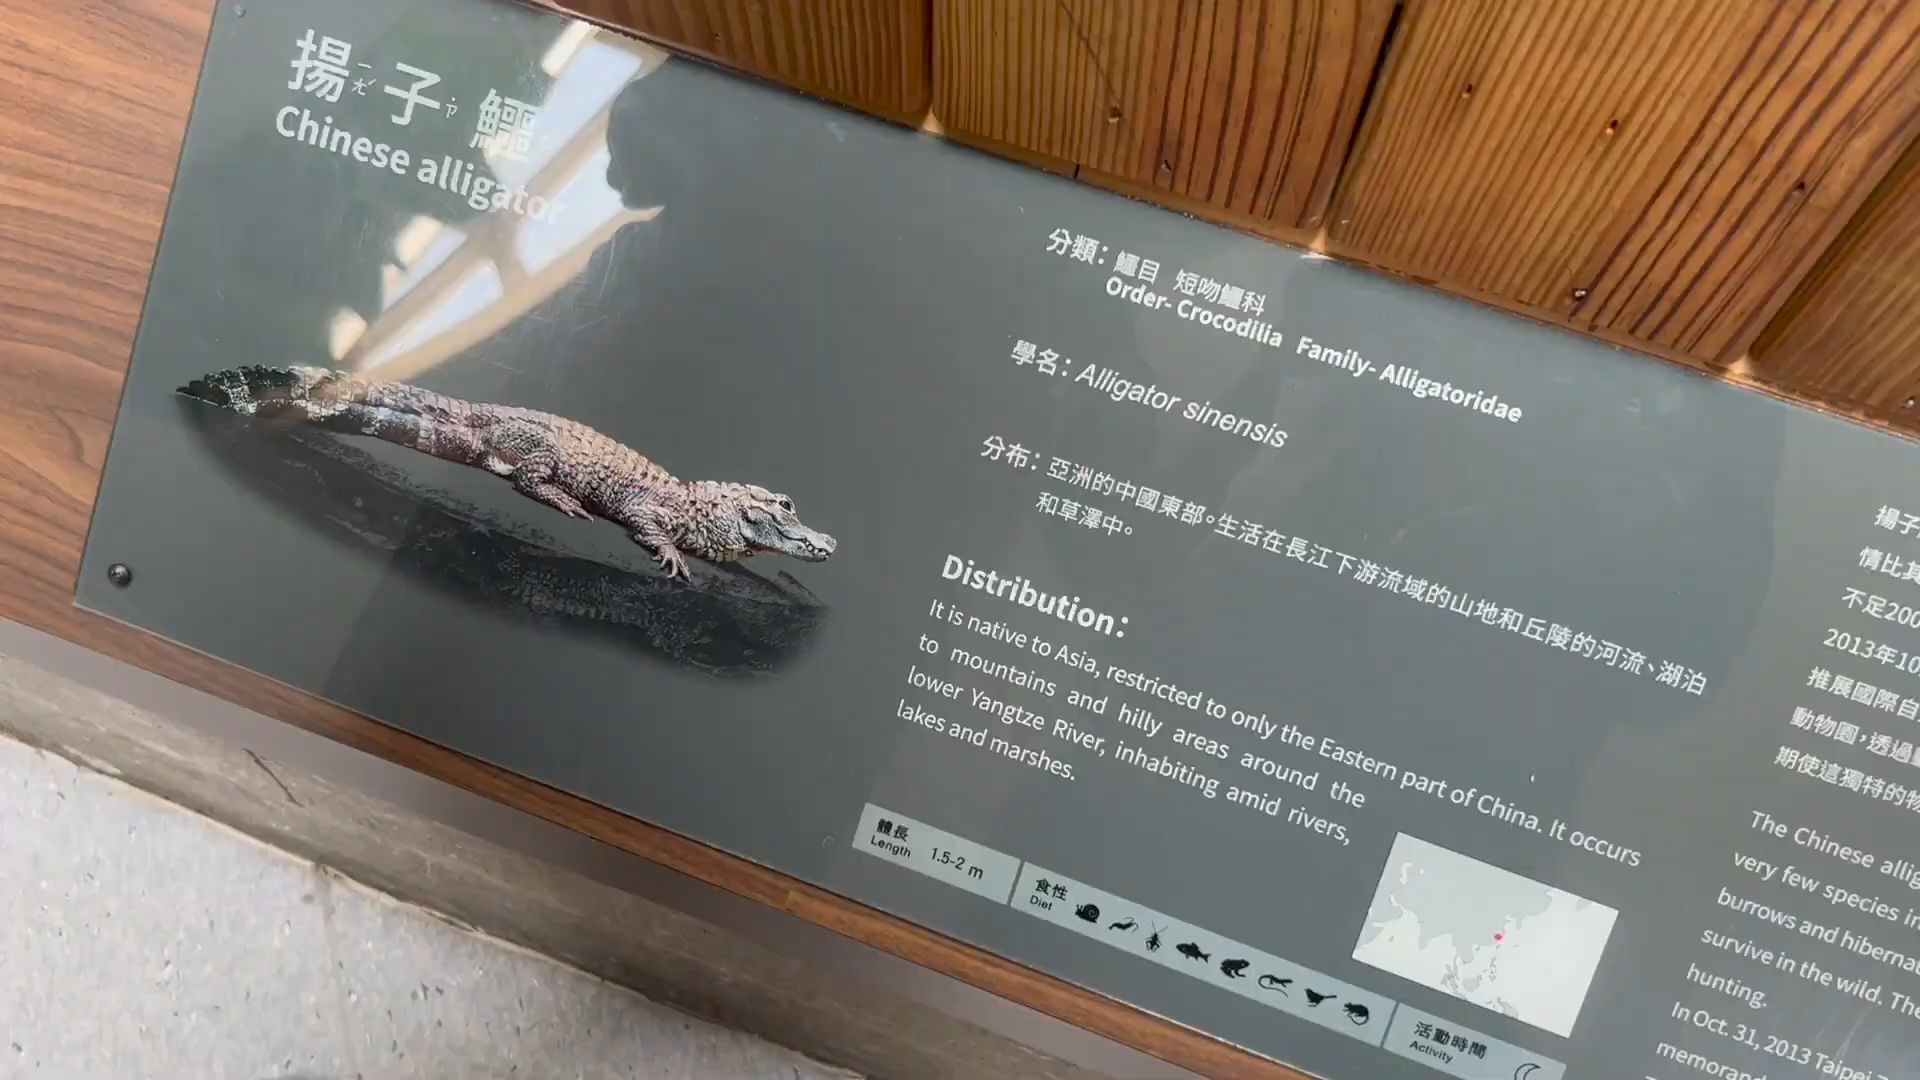 揚ㄧㄤˊ子ㄗˇ鱷
Chinese alligator
分類：鱷目 短吻鱷科
Order- Crocodilia Family- Alligatoridae
學名：Alligator sinensis
分布：亞洲的中國東部。生活在長江下游流域的山地和丘陵的河流、湖泊
和草澤中。
Distribution：
It is native to Asia, restricted to only the Eastern part of China. It occurs
to mountains and hilly areas around the
lower Yangtze River, inhabiting amid rivers,
lakes and marshes.
體長
Length
1.5-2 m
食性
Diet
活動時間
Activity
揚子
情比其
不足200
2013年10
推展國際自
動物園，透過
期使這獨特的物
The Chinese allig
very few species in
burrows and hibernat
survive in the wild. The
hunting.
In Oct. 31, 2013 Taipei
memorand